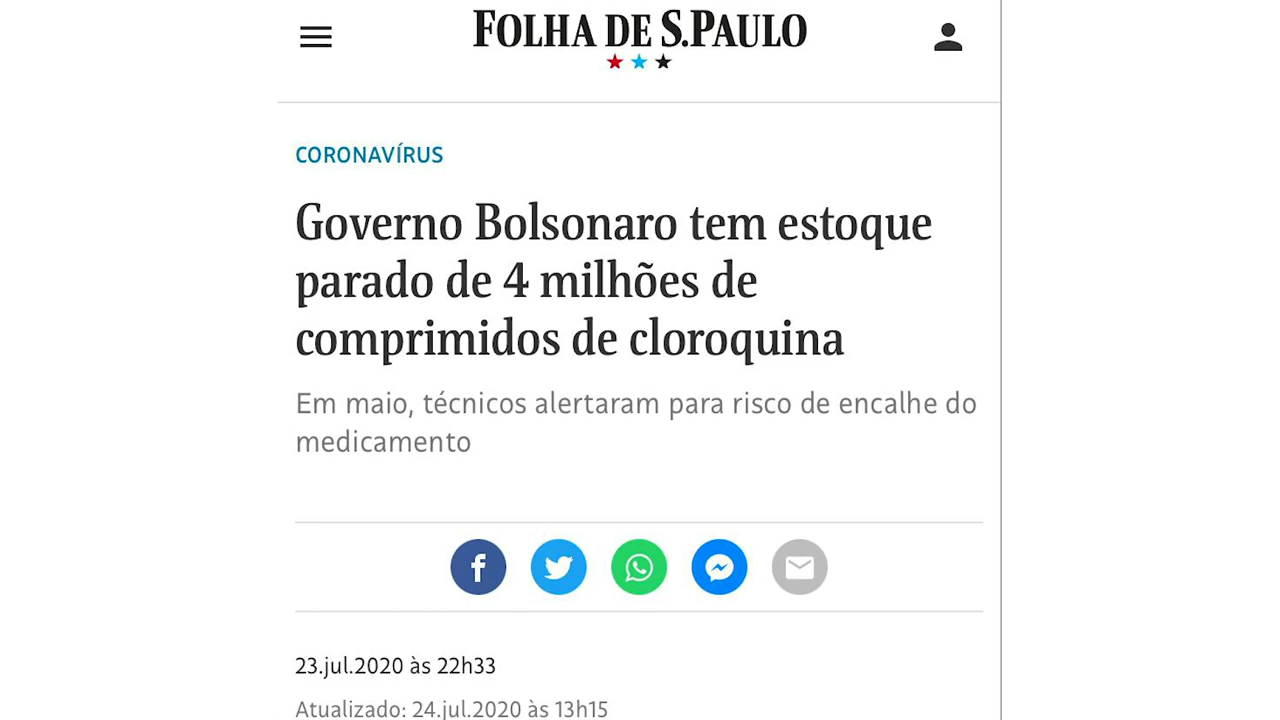 FOLHA DE S.PAULO
CORONAVÍRUS
Governo Bolsonaro tem estoque
parado de 4 milhões de
comprimidos de cloroquina
Em maio, técnicos alertaram para risco de encalhe do
medicamento
23.jul.2020 às 22h33
Atualizado: 24.jul.2020 às 13h15